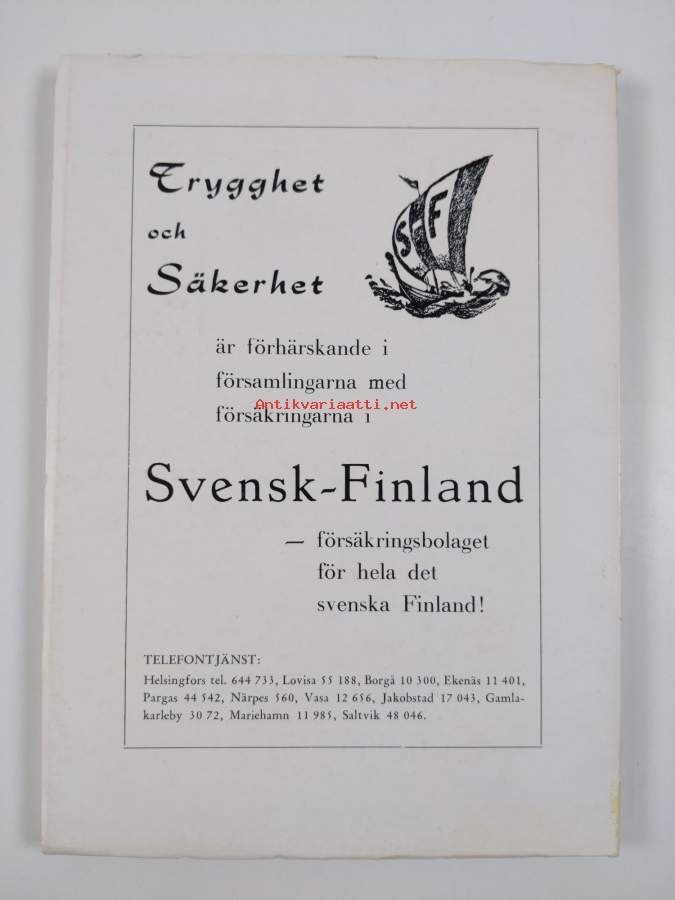 Trygghet
och
Säkerhet
SHF
är förhärskande i
församlingarna med
Antikvariaatti.net
försäkringarna i
Svensk-Finland
— försäkringsbolaget
för hela det
svenska Finland!
TELEFONTJÄNST:
Helsingfors tel. 644 733, Lovisa 55 188, Borgå 10 300, Ekenäs 11 401,
Pargas 44 542, Närpes 560, Vasa 12 656, Jakobstad 17 043, Gamla-
karleby 30 72, Mariehamn 11 985, Saltvik 48 046.